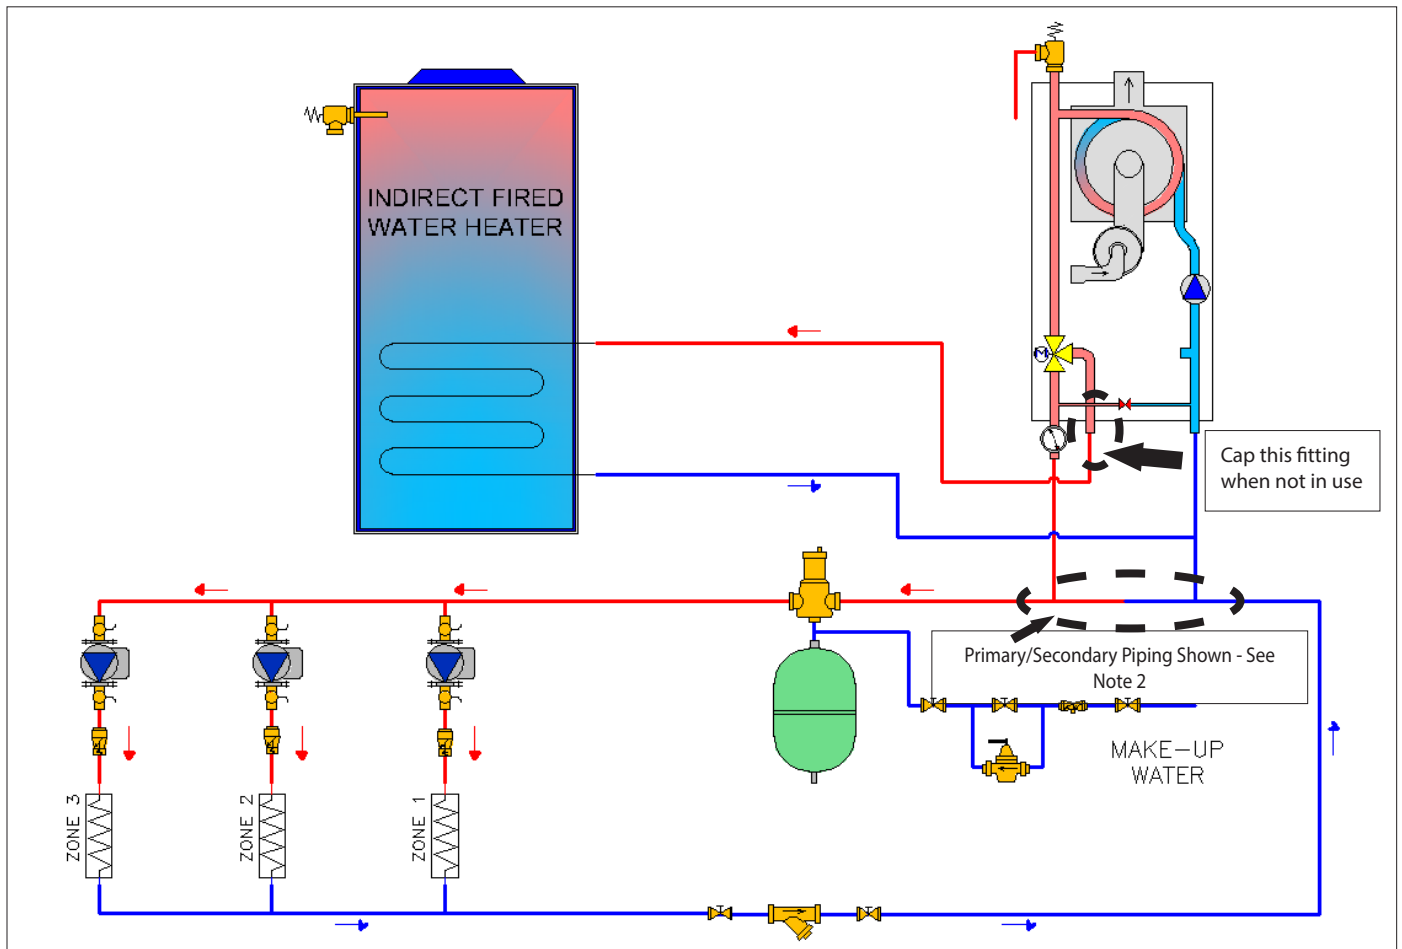 INDIRECT FIRED
WATER HEATER
M
Cap this fitting
when not in use
Primary/Secondary Piping Shown - See
Note 2
MAKE-UP
WATER
ZONE 3
ZONE 2
ZONE 1